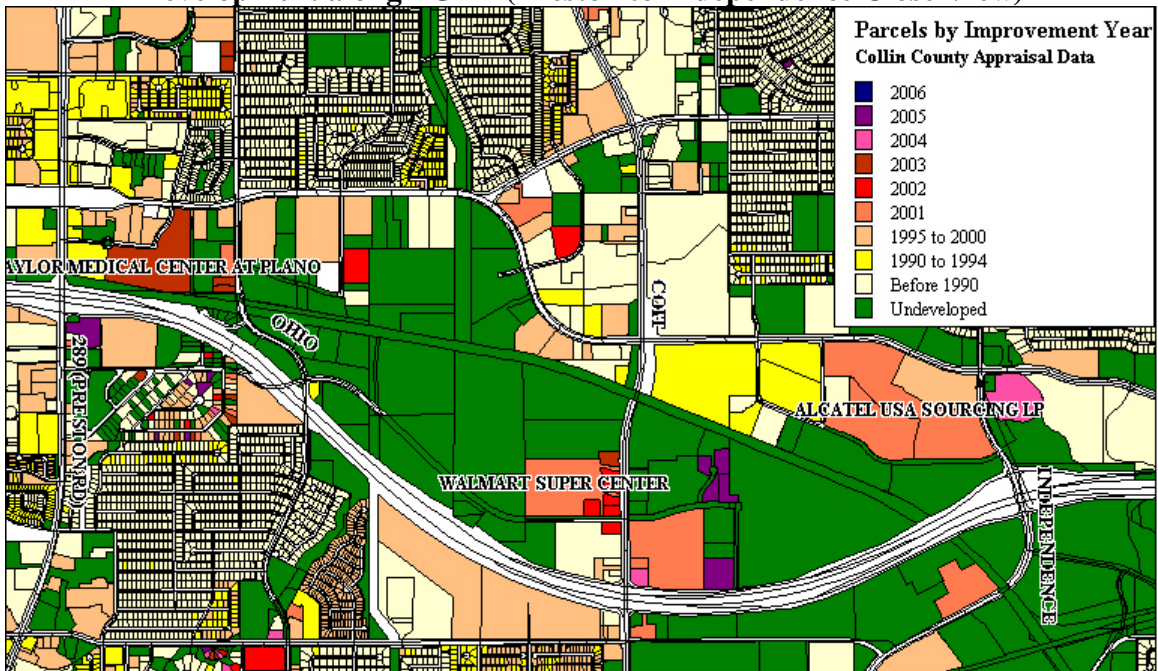 Parcels by Improvement Year
Collin County Appraisal Data
2006
2005
2004
2003
2002
2001
1995 to 2000
1990 to 1994
Before 1990
Undeveloped
AYLOR MEDICAL CENTER AT PLANO
OHIO
COIT
289 (PRESTON RD)
ALCATEL USA SOURCING LP
WALMART SUPER CENTER
INDEPENDENCE